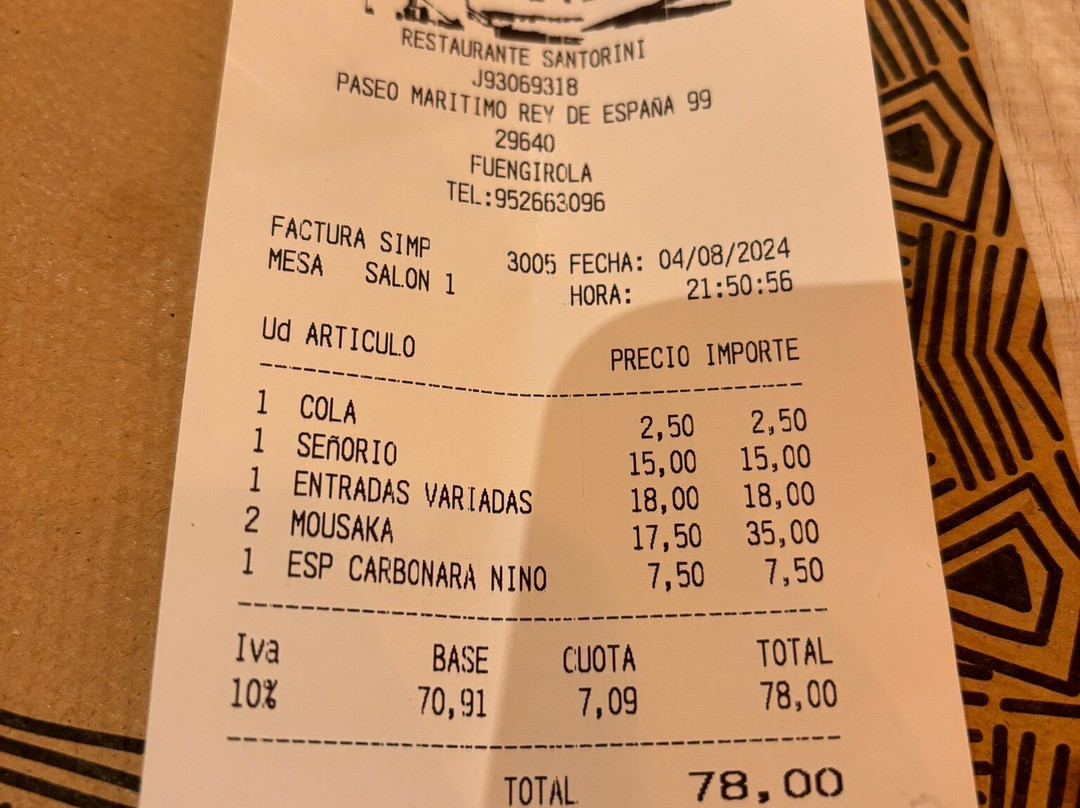 RESTAURANTE SANTORINI
J93069318
PASEO MARITIMO REY DE ESPAÑA 99
29640
FUENGIROLA
TEL:952663096
FACTURA SIMP 3005 FECHA: 04/08/2024
MESA SALON 1 HORA: 21:50:56
Ud ARTICULO PRECIO IMPORTE
1 COLA 2,50 2,50
1 SEñORIO 15,00 15,00
1 ENTRADAS VARIADAS 18,00 18,00
2 MOUSAKA 17,50 35,00
1 ESP CARBONARA NINO 7,50 7,50
Iva BASE CUOTA TOTAL
10% 70,91 7,09 78,00
TOTAL 78,00